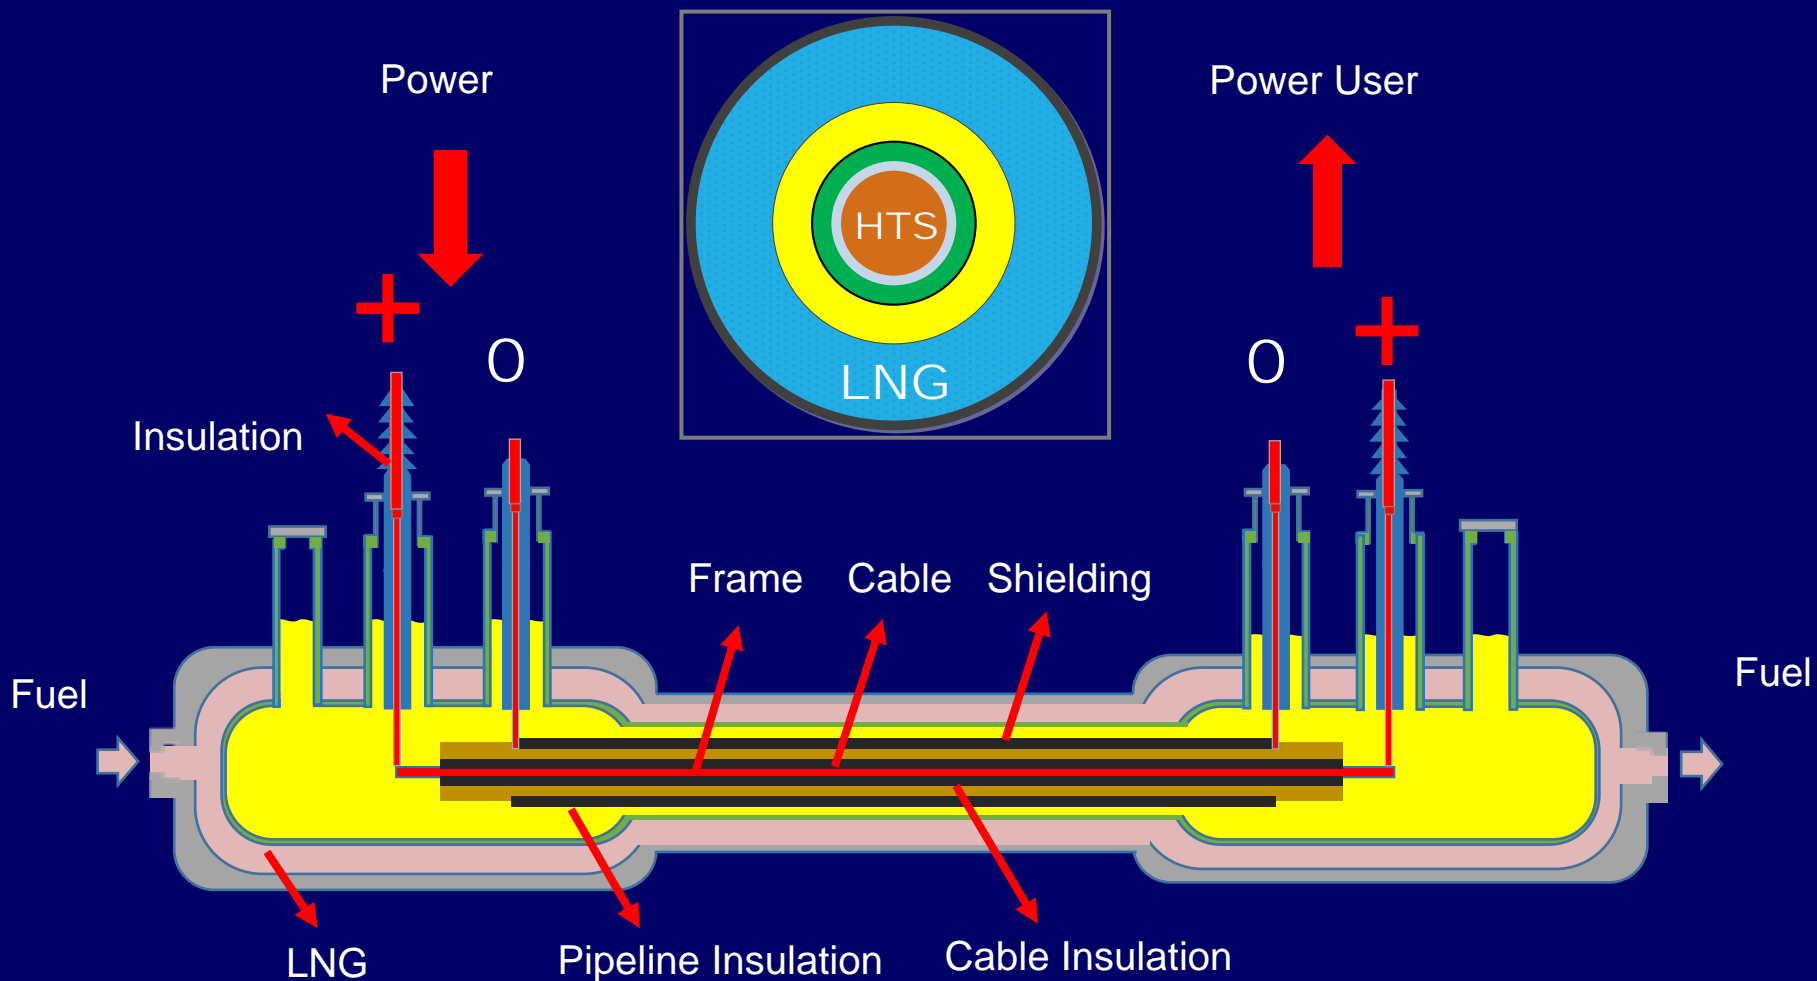 Power
Power User
HTS
LNG
+
O
O
+
Insulation
Frame
Cable
Shielding
Fuel
Fuel
LNG
Pipeline Insulation
Cable Insulation